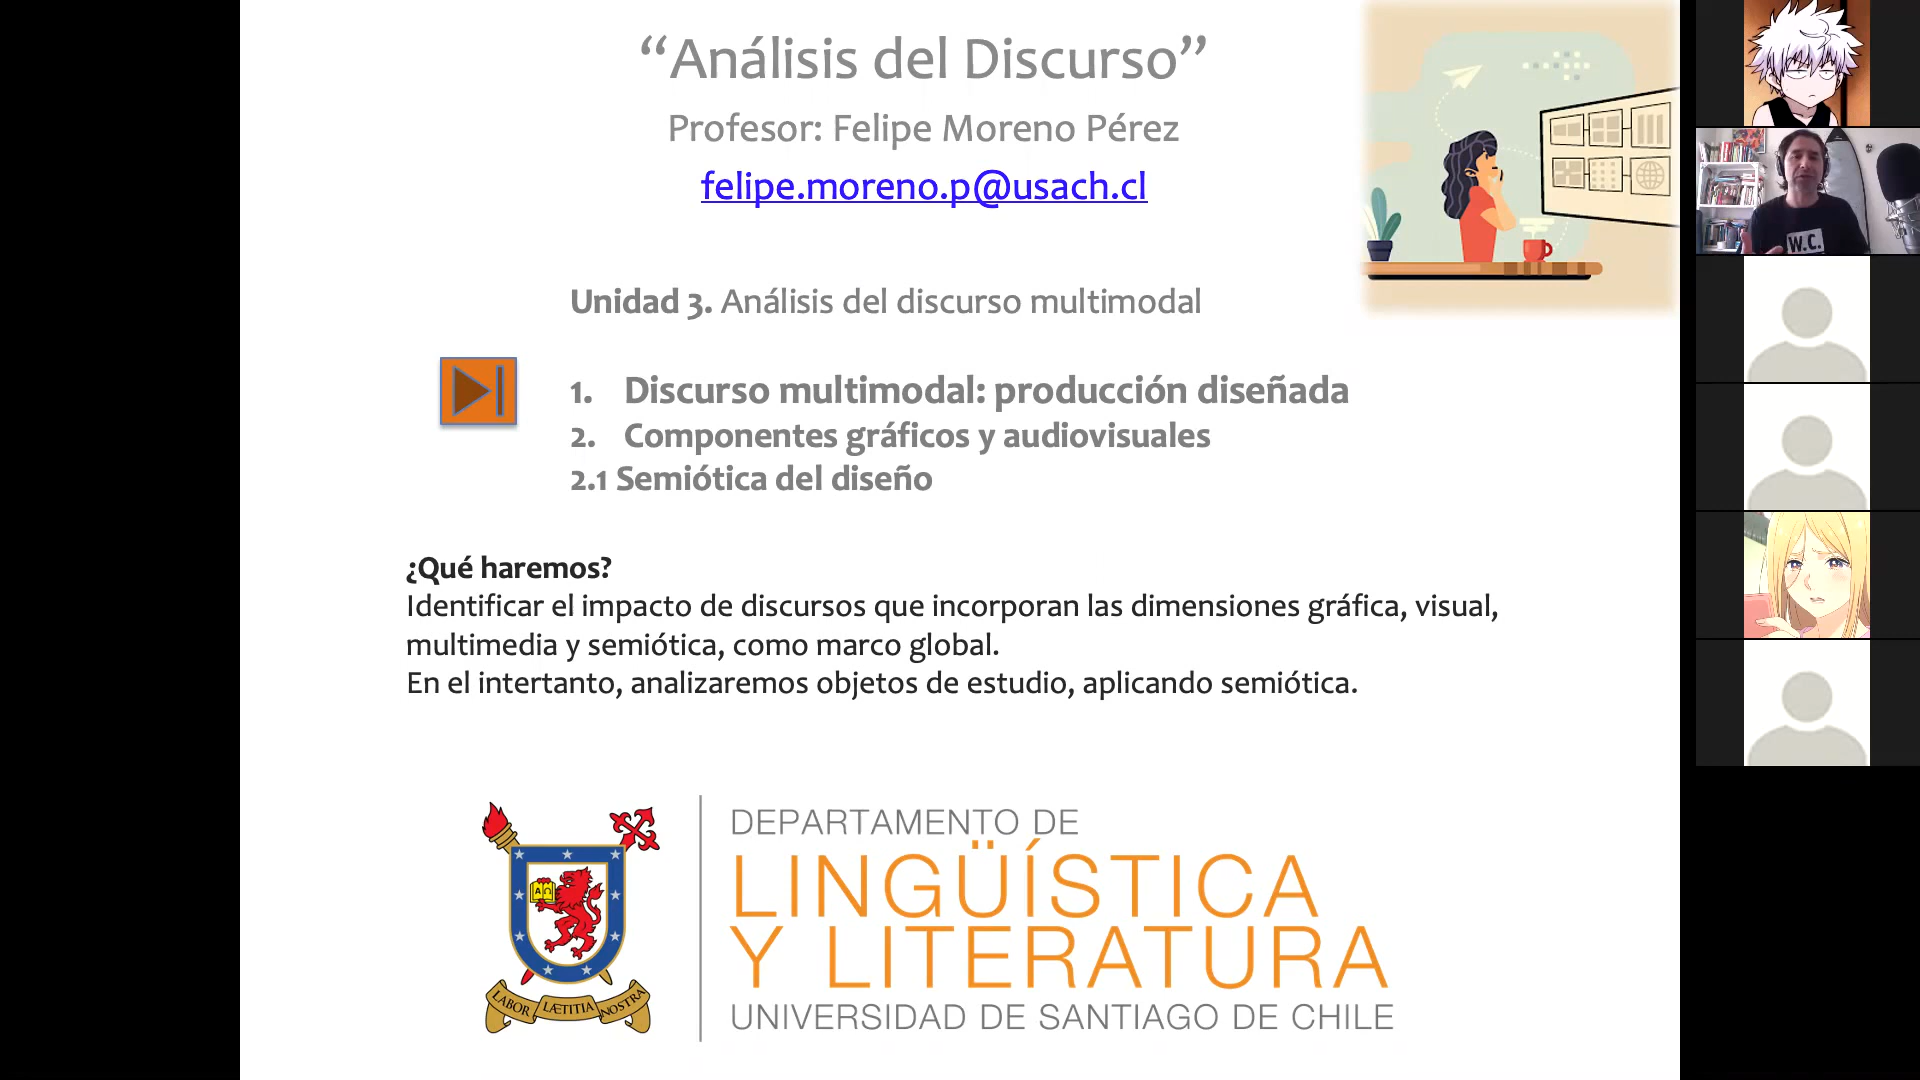 “Análisis del Discurso”
Profesor: Felipe Moreno Pérez
felipe.moreno.p@usach.cl
Unidad 3. Análisis del discurso multimodal
1. Discurso multimodal: producción diseñada
2. Componentes gráficos y audiovisuales
2.1 Semiótica del diseño
¿Qué haremos?
Identificar el impacto de discursos que incorporan las dimensiones gráfica, visual,
multimedia y semiótica, como marco global.
En el intertanto, analizaremos objetos de estudio, aplicando semiótica.
DEPARTAMENTO DE
LINGÜÍSTICA
Y LITERATURA
UNIVERSIDAD DE SANTIAGO DE CHILE
A Ω
LABOR LÆTITIA NOSTRA
W.C.